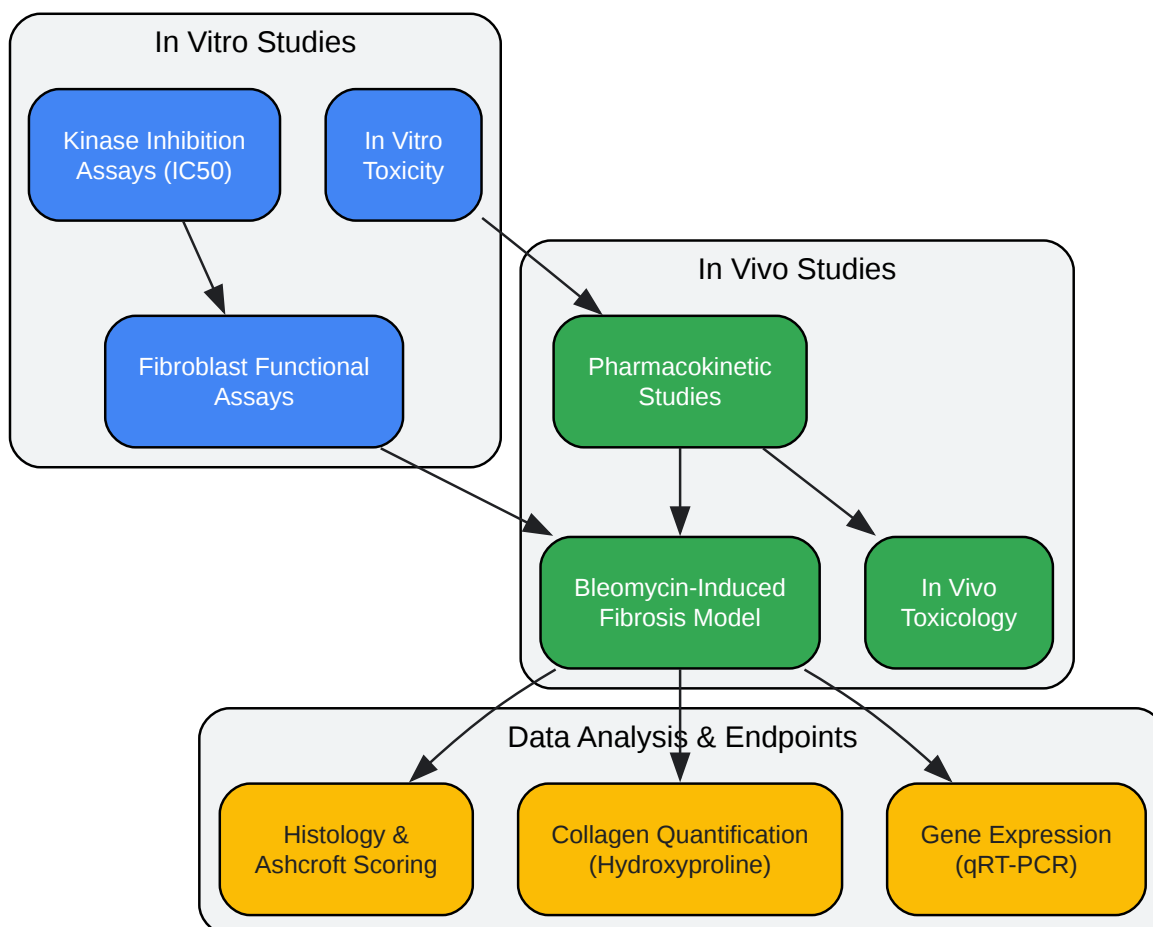 In Vitro Studies
Kinase Inhibition
Assays (IC50)
In Vitro
Toxicity
Fibroblast Functional
Assays
In Vivo Studies
Pharmacokinetic
Studies
Bleomycin-Induced
Fibrosis Model
In Vivo
Toxicology
Data Analysis & Endpoints
Histology &
Ashcroft Scoring
Collagen Quantification
(Hydroxyproline)
Gene Expression
(qRT-PCR)